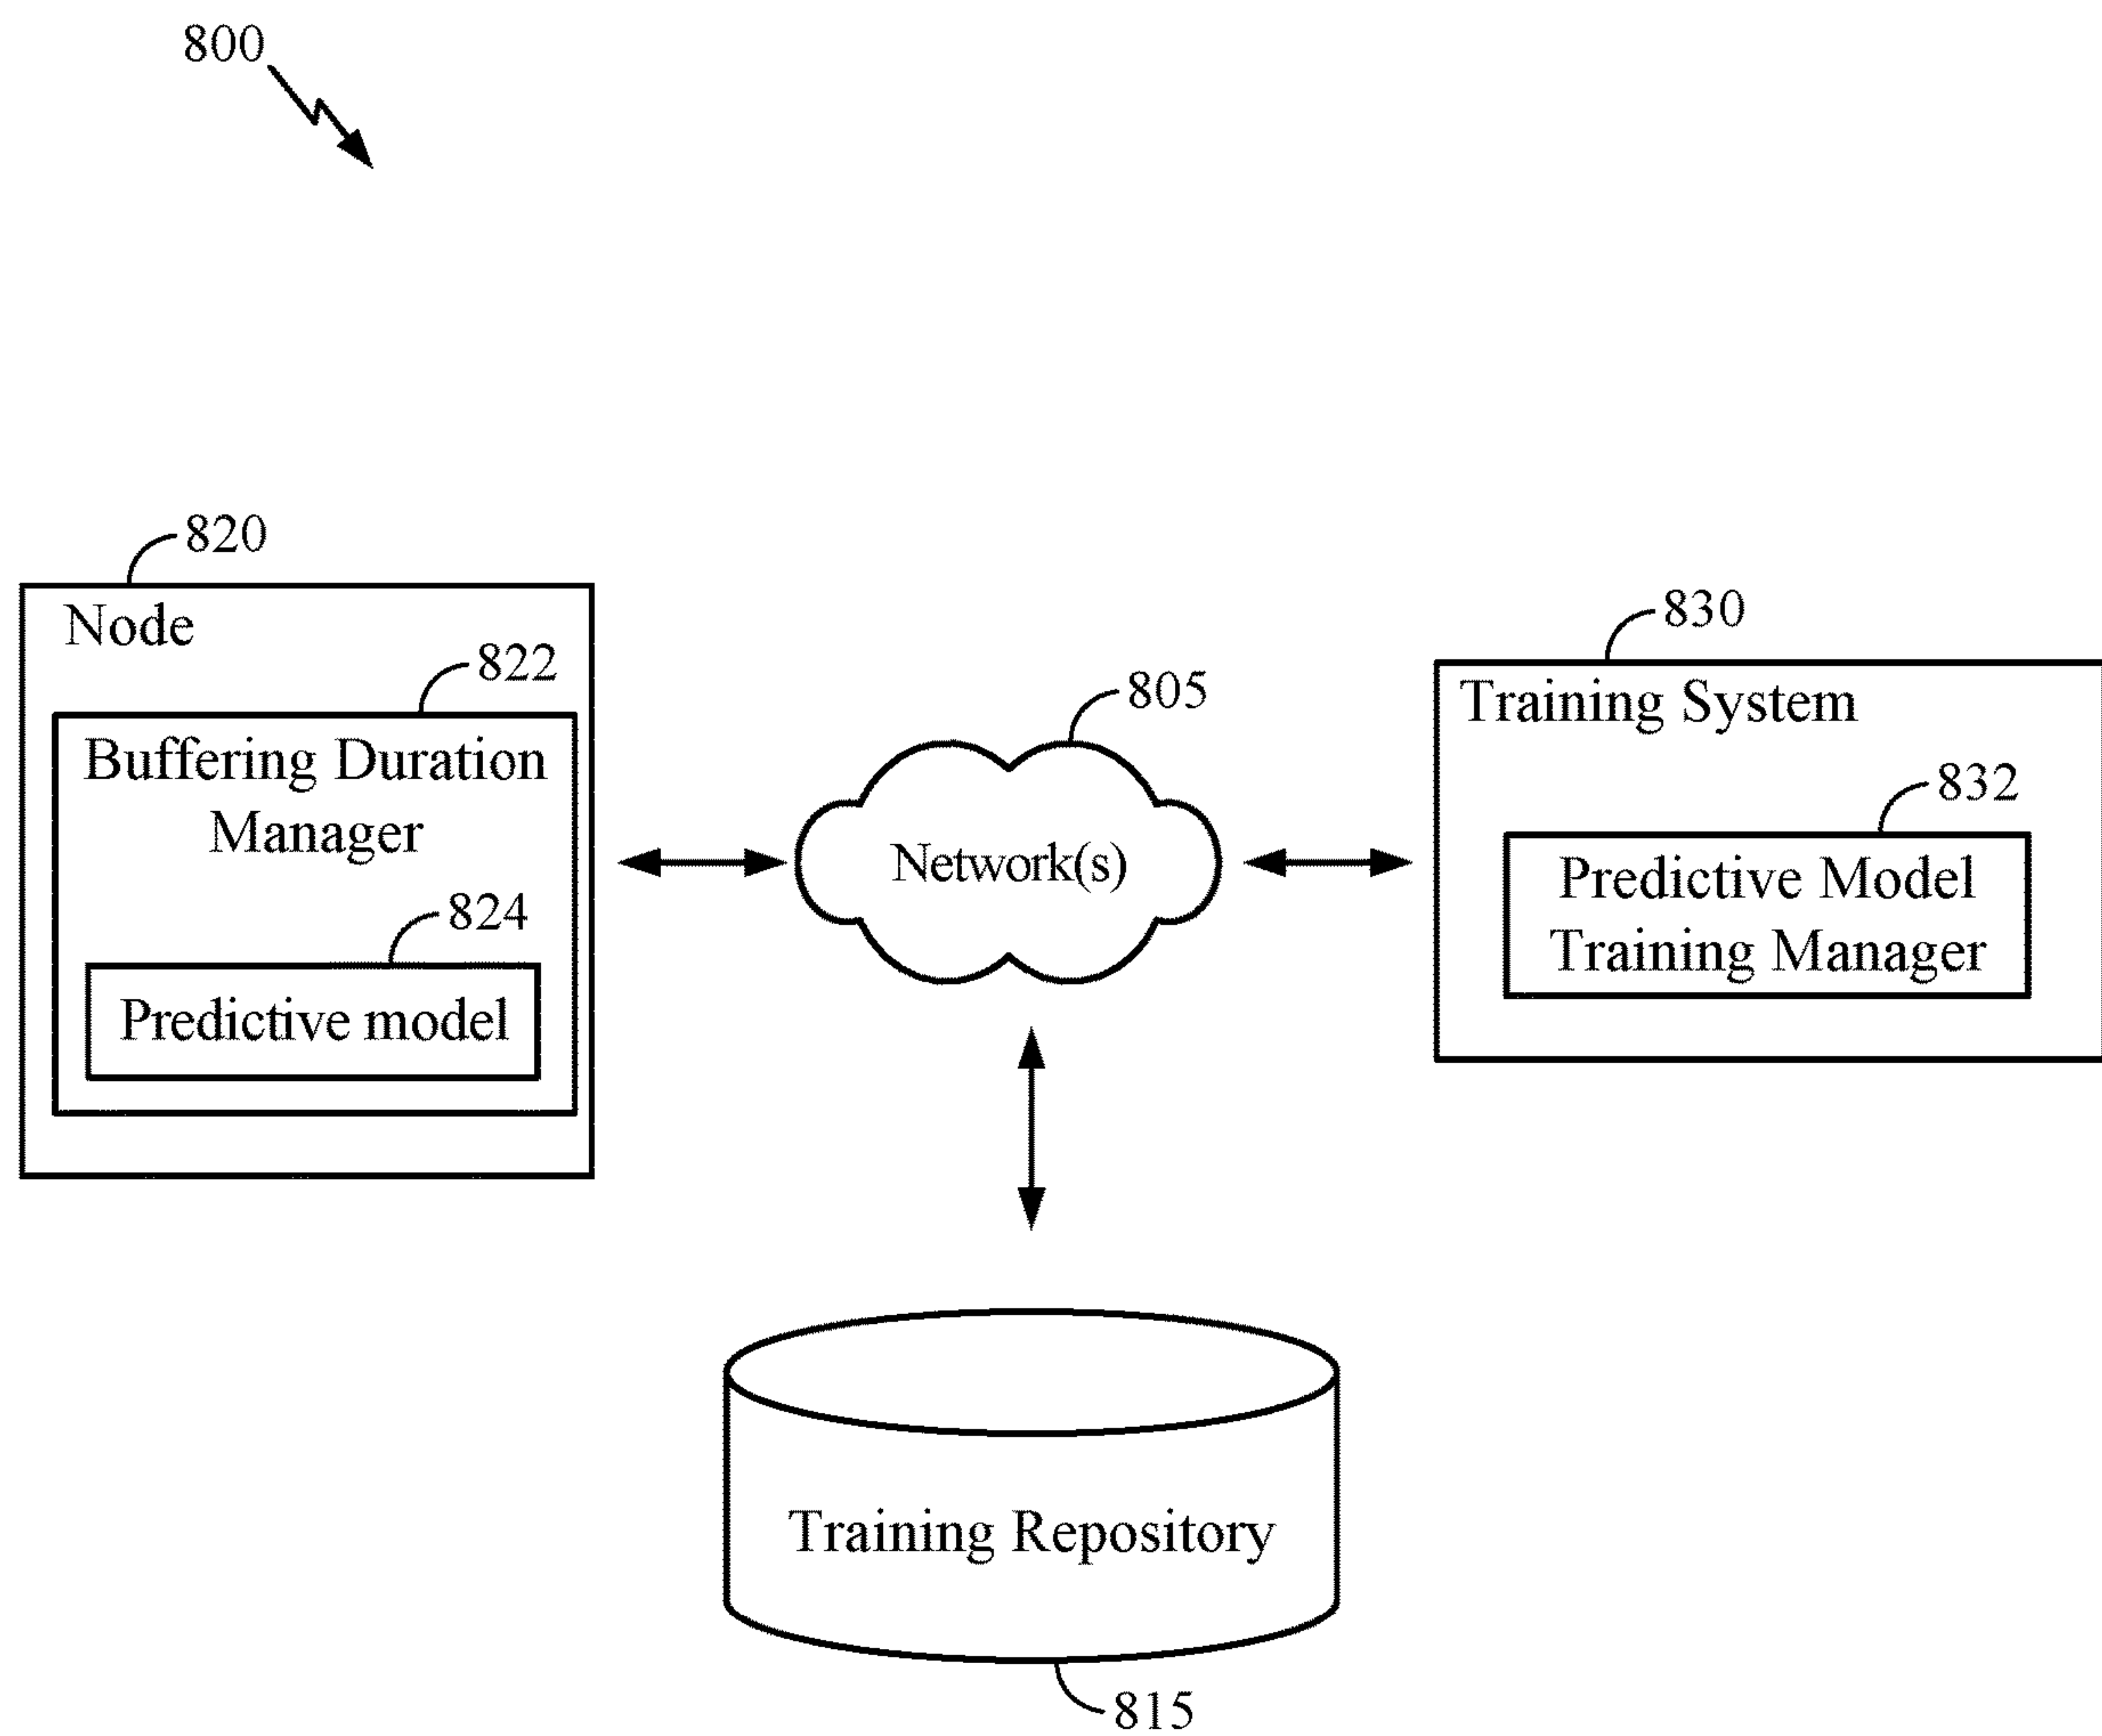 800
820
Node
822
Buffering Duration
Manager
824
Predictive model
805
Network(s)
830
Training System
832
Predictive Model
Training Manager
Training Repository
815